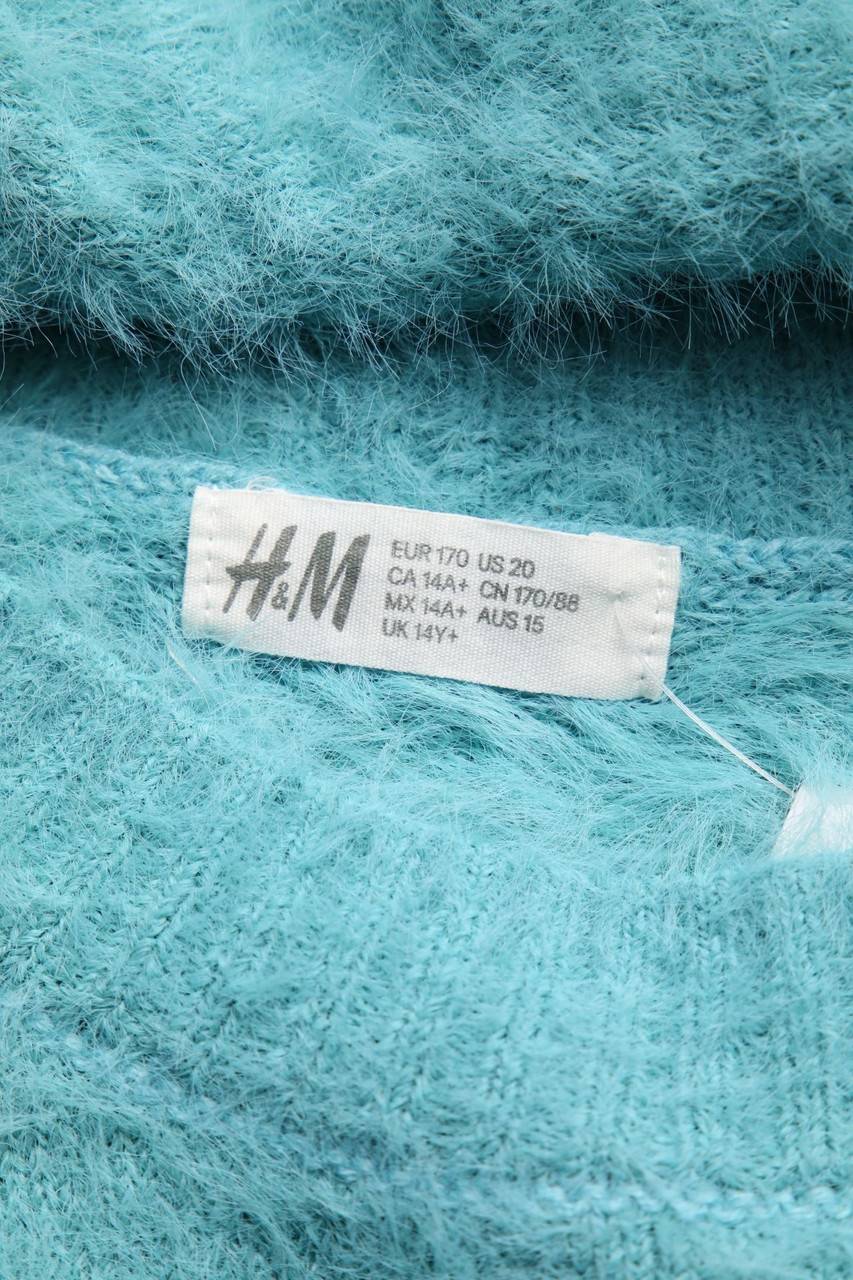 H&M
EUR 170 US 20
CA 14A+ CN 170/88
MX 14A+ AUS 15
UK 14Y+